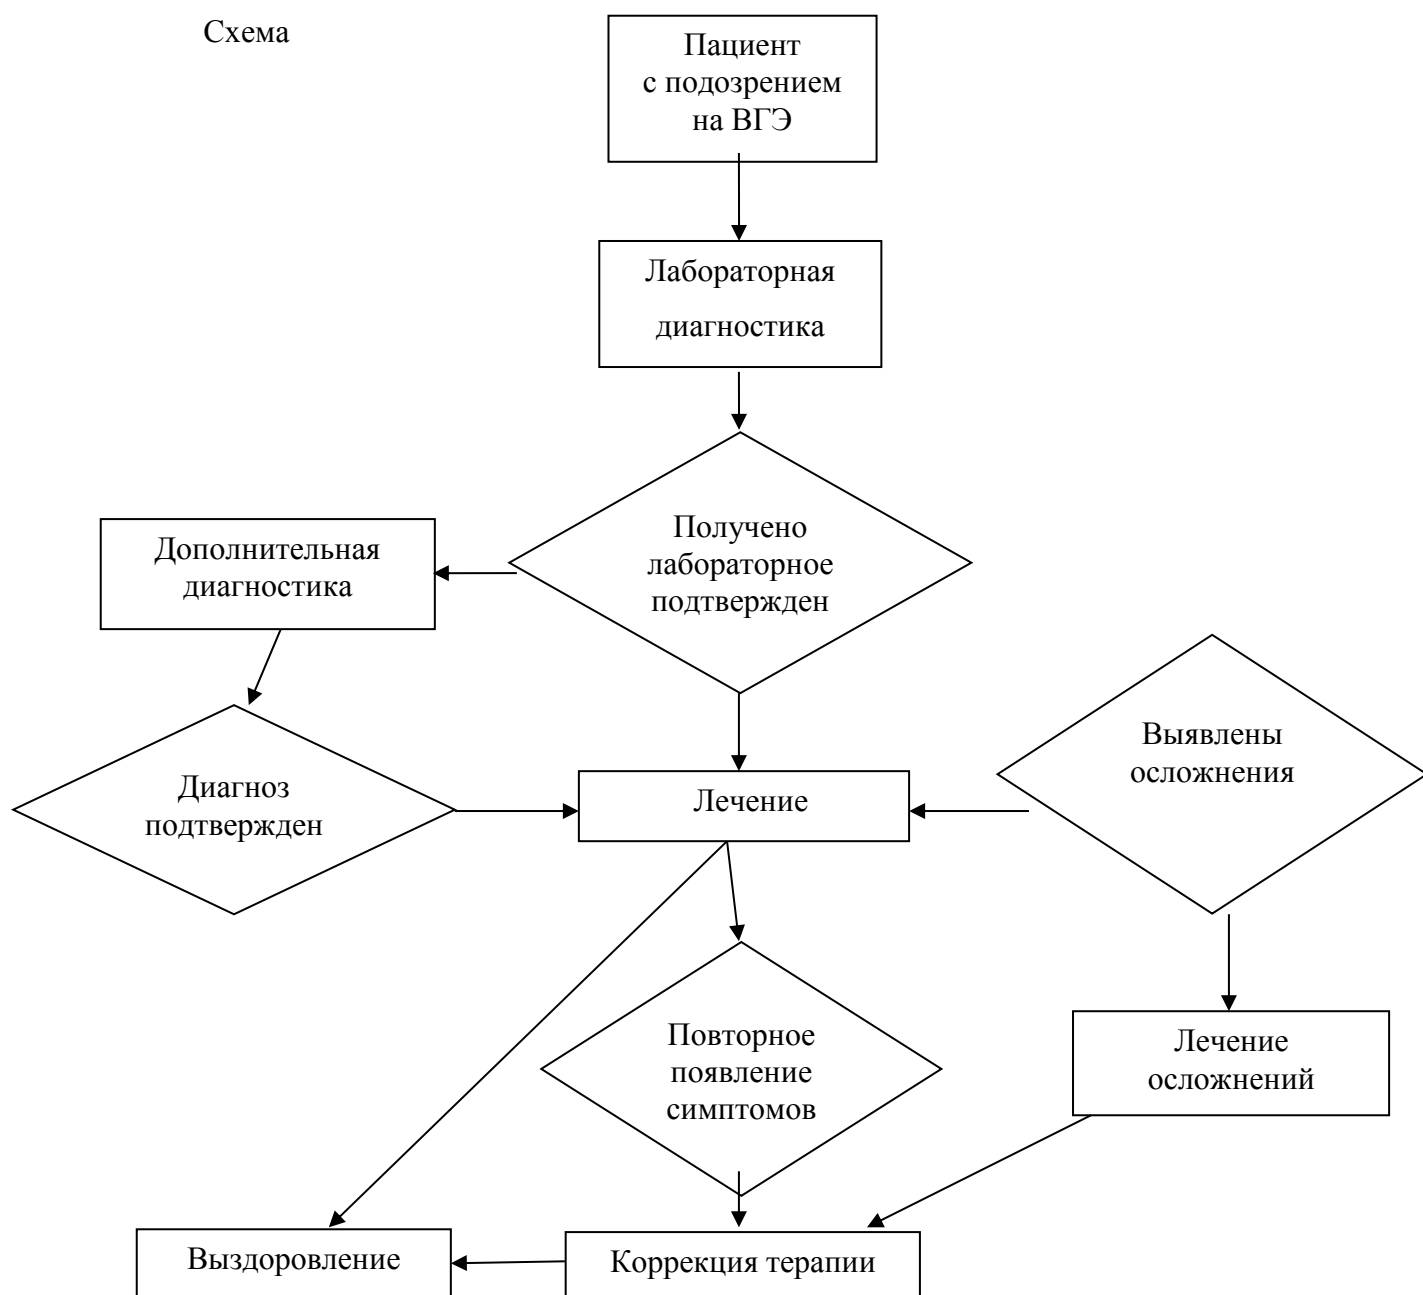 Схема
Пациент
с подозрением
на ВГЭ
Лабораторная
диагностика
Получено
лабораторное
подтвержден
Дополнительная
диагностика
Выявлены
осложнения
Диагноз
подтвержден
Лечение
Повторное
появление
симптомов
Лечение
осложнений
Выздоровление
Коррекция терапии